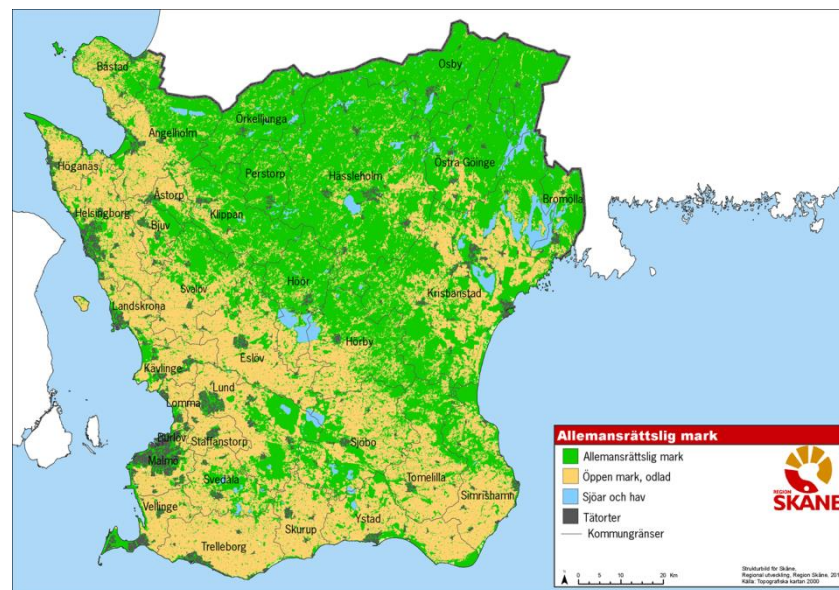 Båstad
Osby
Örkelljunga
Ängelholm
Östra Göinge
Perstorp
Hässleholm
Höganäs
Åstorp
Bromölla
Klippan
Helsingborg
Bjuv
Höör
Svalöv
Kristianstad
Landskrona
Hörby
Eslöv
Kävlinge
Lund
Lomma
Burlöv
Staffanstorp
Sjöbo
Malmö
Svedala
Tomelilla
Simrishamn
Vellinge
Skurup
Ystad
Trelleborg
Allemansrättslig mark
Allemansrättslig mark
Öppen mark, odlad
Sjöar och hav
Tätorter
Kommungränser
REGION
SKÅNE
0 5 10 20 Km
Strukturbild för Skåne.
Regional utveckling, Region Skåne.
Källa: Topografiska kartan 2000